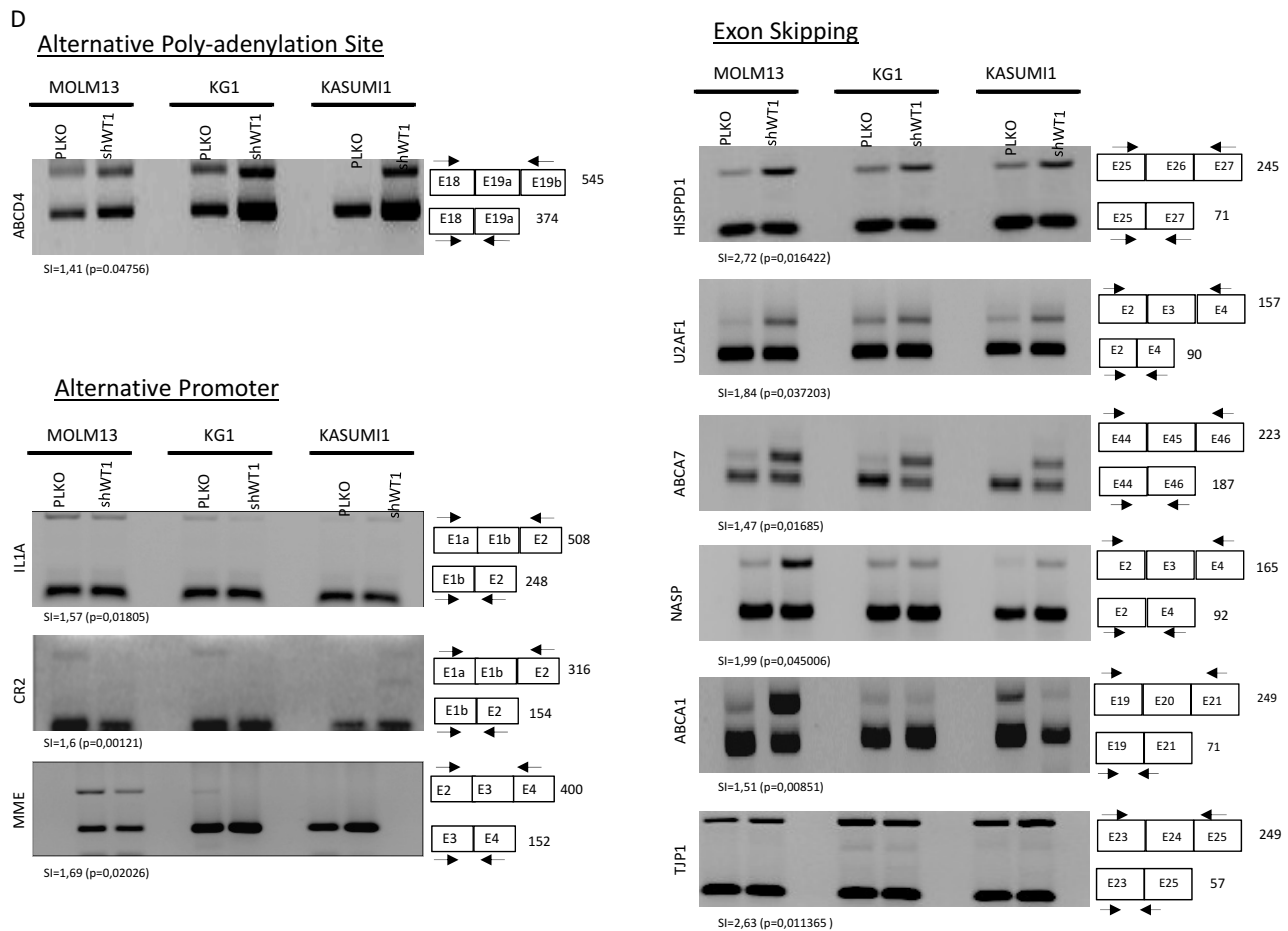 D
Alternative Poly-adenylation Site
MOLM13 KG1 KASUMI1
PLKO shWT1 PLKO shWT1 PLKO shWT1
ABCD4
E18 E19a E19b 545
E18 E19a 374
SI=1,41 (p=0.04756)
Alternative Promoter
MOLM13 KG1 KASUMI1
PLKO shWT1 PLKO shWT1 PLKO shWT1
IL1A
E1a E1b E2 508
E1b E2 248
SI=1,57 (p=0,01805)
CR2
E1a E1b E2 316
E1b E2 154
SI=1,6 (p=0,00121)
MME
E2 E3 E4 400
E3 E4 152
SI=1,69 (p=0,02026)
Exon Skipping
MOLM13 KG1 KASUMI1
PLKO shWT1 PLKO shWT1 PLKO shWT1
HISPPD1
E25 E26 E27 245
E25 E27 71
SI=2,72 (p=0,016422)
U2AF1
E2 E3 E4 157
E2 E4 90
SI=1,84 (p=0,037203)
ABCA7
E44 E45 E46 223
E44 E46 187
SI=1,47 (p=0,01685)
NASP
E2 E3 E4 165
E2 E4 92
SI=1,99 (p=0,045006)
ABCA1
E19 E20 E21 249
E19 E21 71
SI=1,51 (p=0,00851)
TJP1
E23 E24 E25 249
E23 E25 57
SI=2,63 (p=0,011365 )